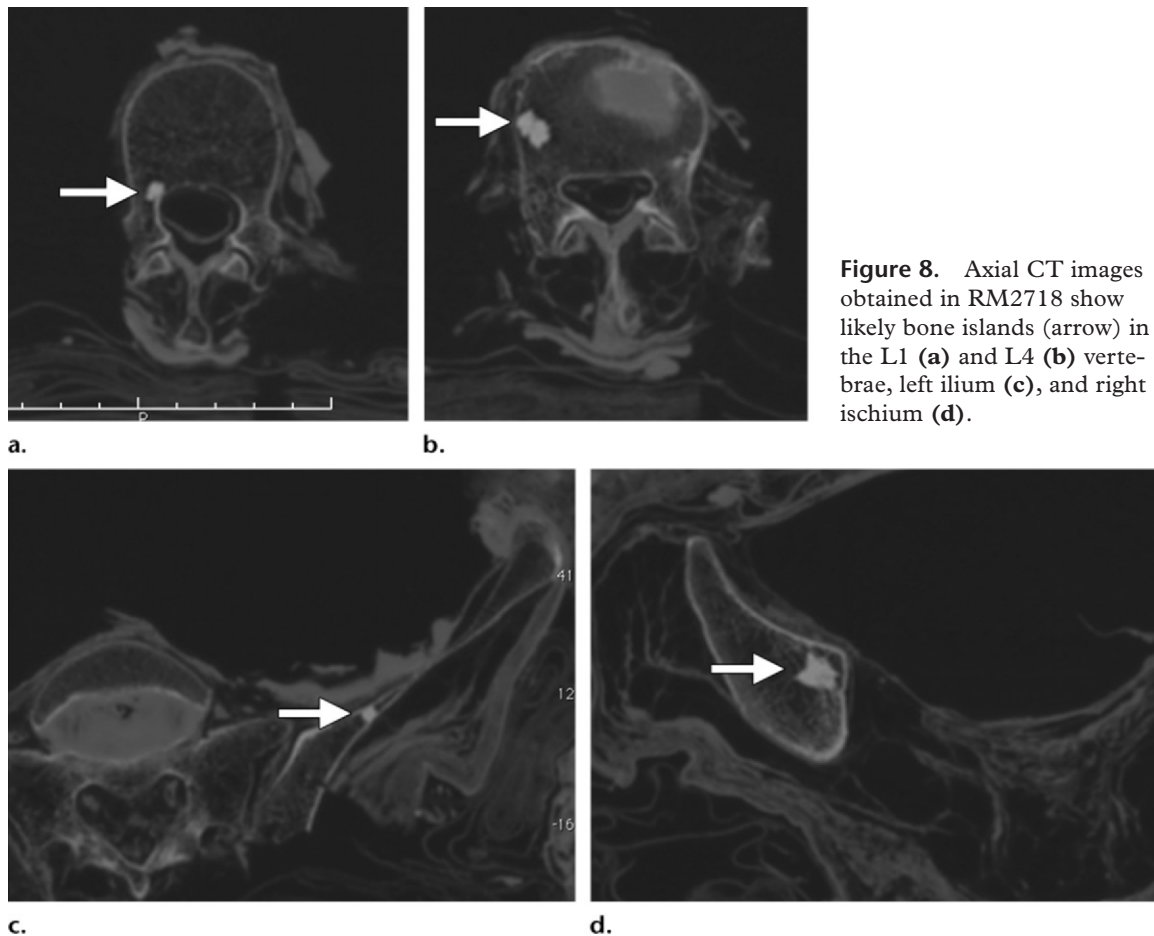 P
Figure 8. Axial CT images
obtained in RM2718 show
likely bone islands (arrow) in
the L1 (a) and L4 (b) verte-
brae, left ilium (c), and right
ischium (d).
a.
b.
41
12
-16
c.
d.